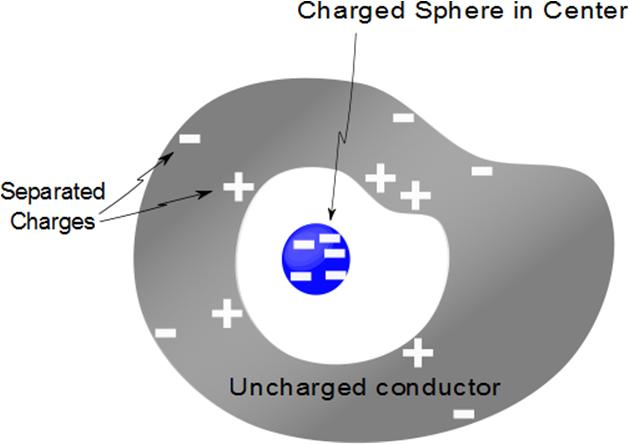 Charged Sphere in Center
Separated
Charges
Uncharged conductor